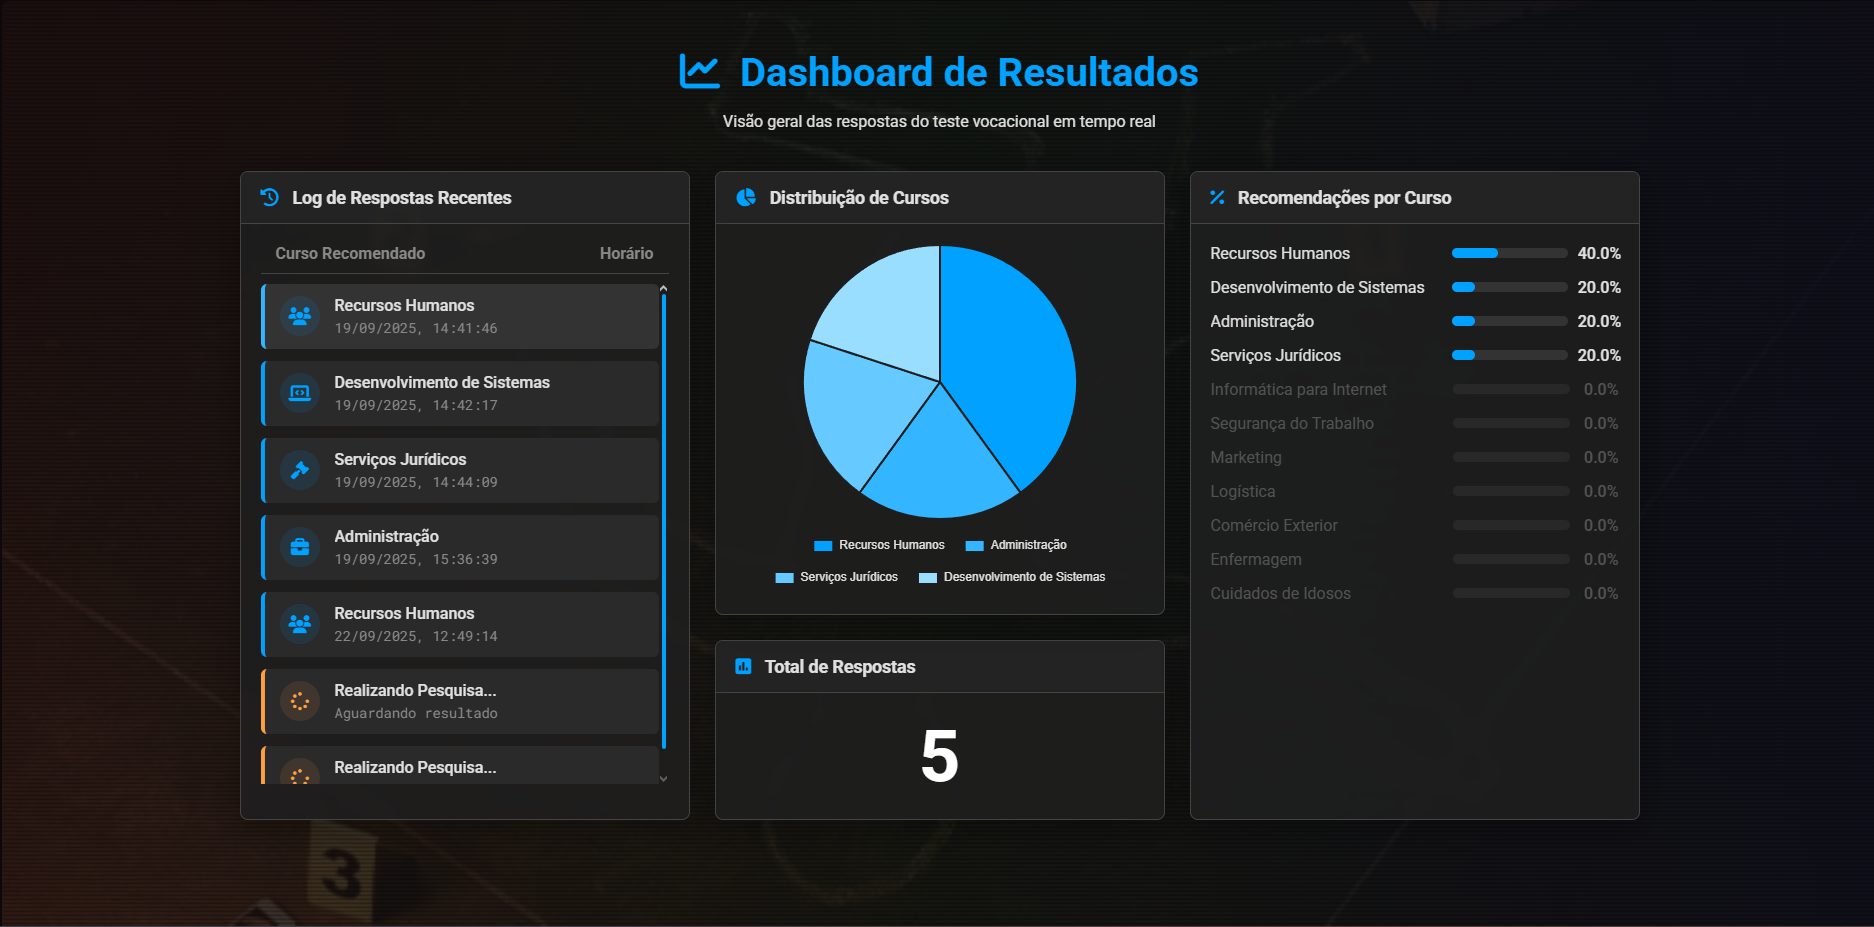 Dashboard de Resultados
Visão geral das respostas do teste vocacional em tempo real
Log de Respostas Recentes
Curso Recomendado Horário
Recursos Humanos
19/09/2025, 14:41:46
Desenvolvimento de Sistemas
19/09/2025, 14:42:17
Serviços Jurídicos
19/09/2025, 14:44:09
Administração
19/09/2025, 15:36:39
Recursos Humanos
22/09/2025, 12:49:14
Realizando Pesquisa...
Aguardando resultado
Realizando Pesquisa...
Distribuição de Cursos
Recursos Humanos Administração
Serviços Jurídicos Desenvolvimento de Sistemas
Total de Respostas
5
Recomendações por Curso
Recursos Humanos 40.0%
Desenvolvimento de Sistemas 20.0%
Administração 20.0%
Serviços Jurídicos 20.0%
Informática para Internet 0.0%
Segurança do Trabalho 0.0%
Marketing 0.0%
Logística 0.0%
Comércio Exterior 0.0%
Enfermagem 0.0%
Cuidados de Idosos 0.0%
3